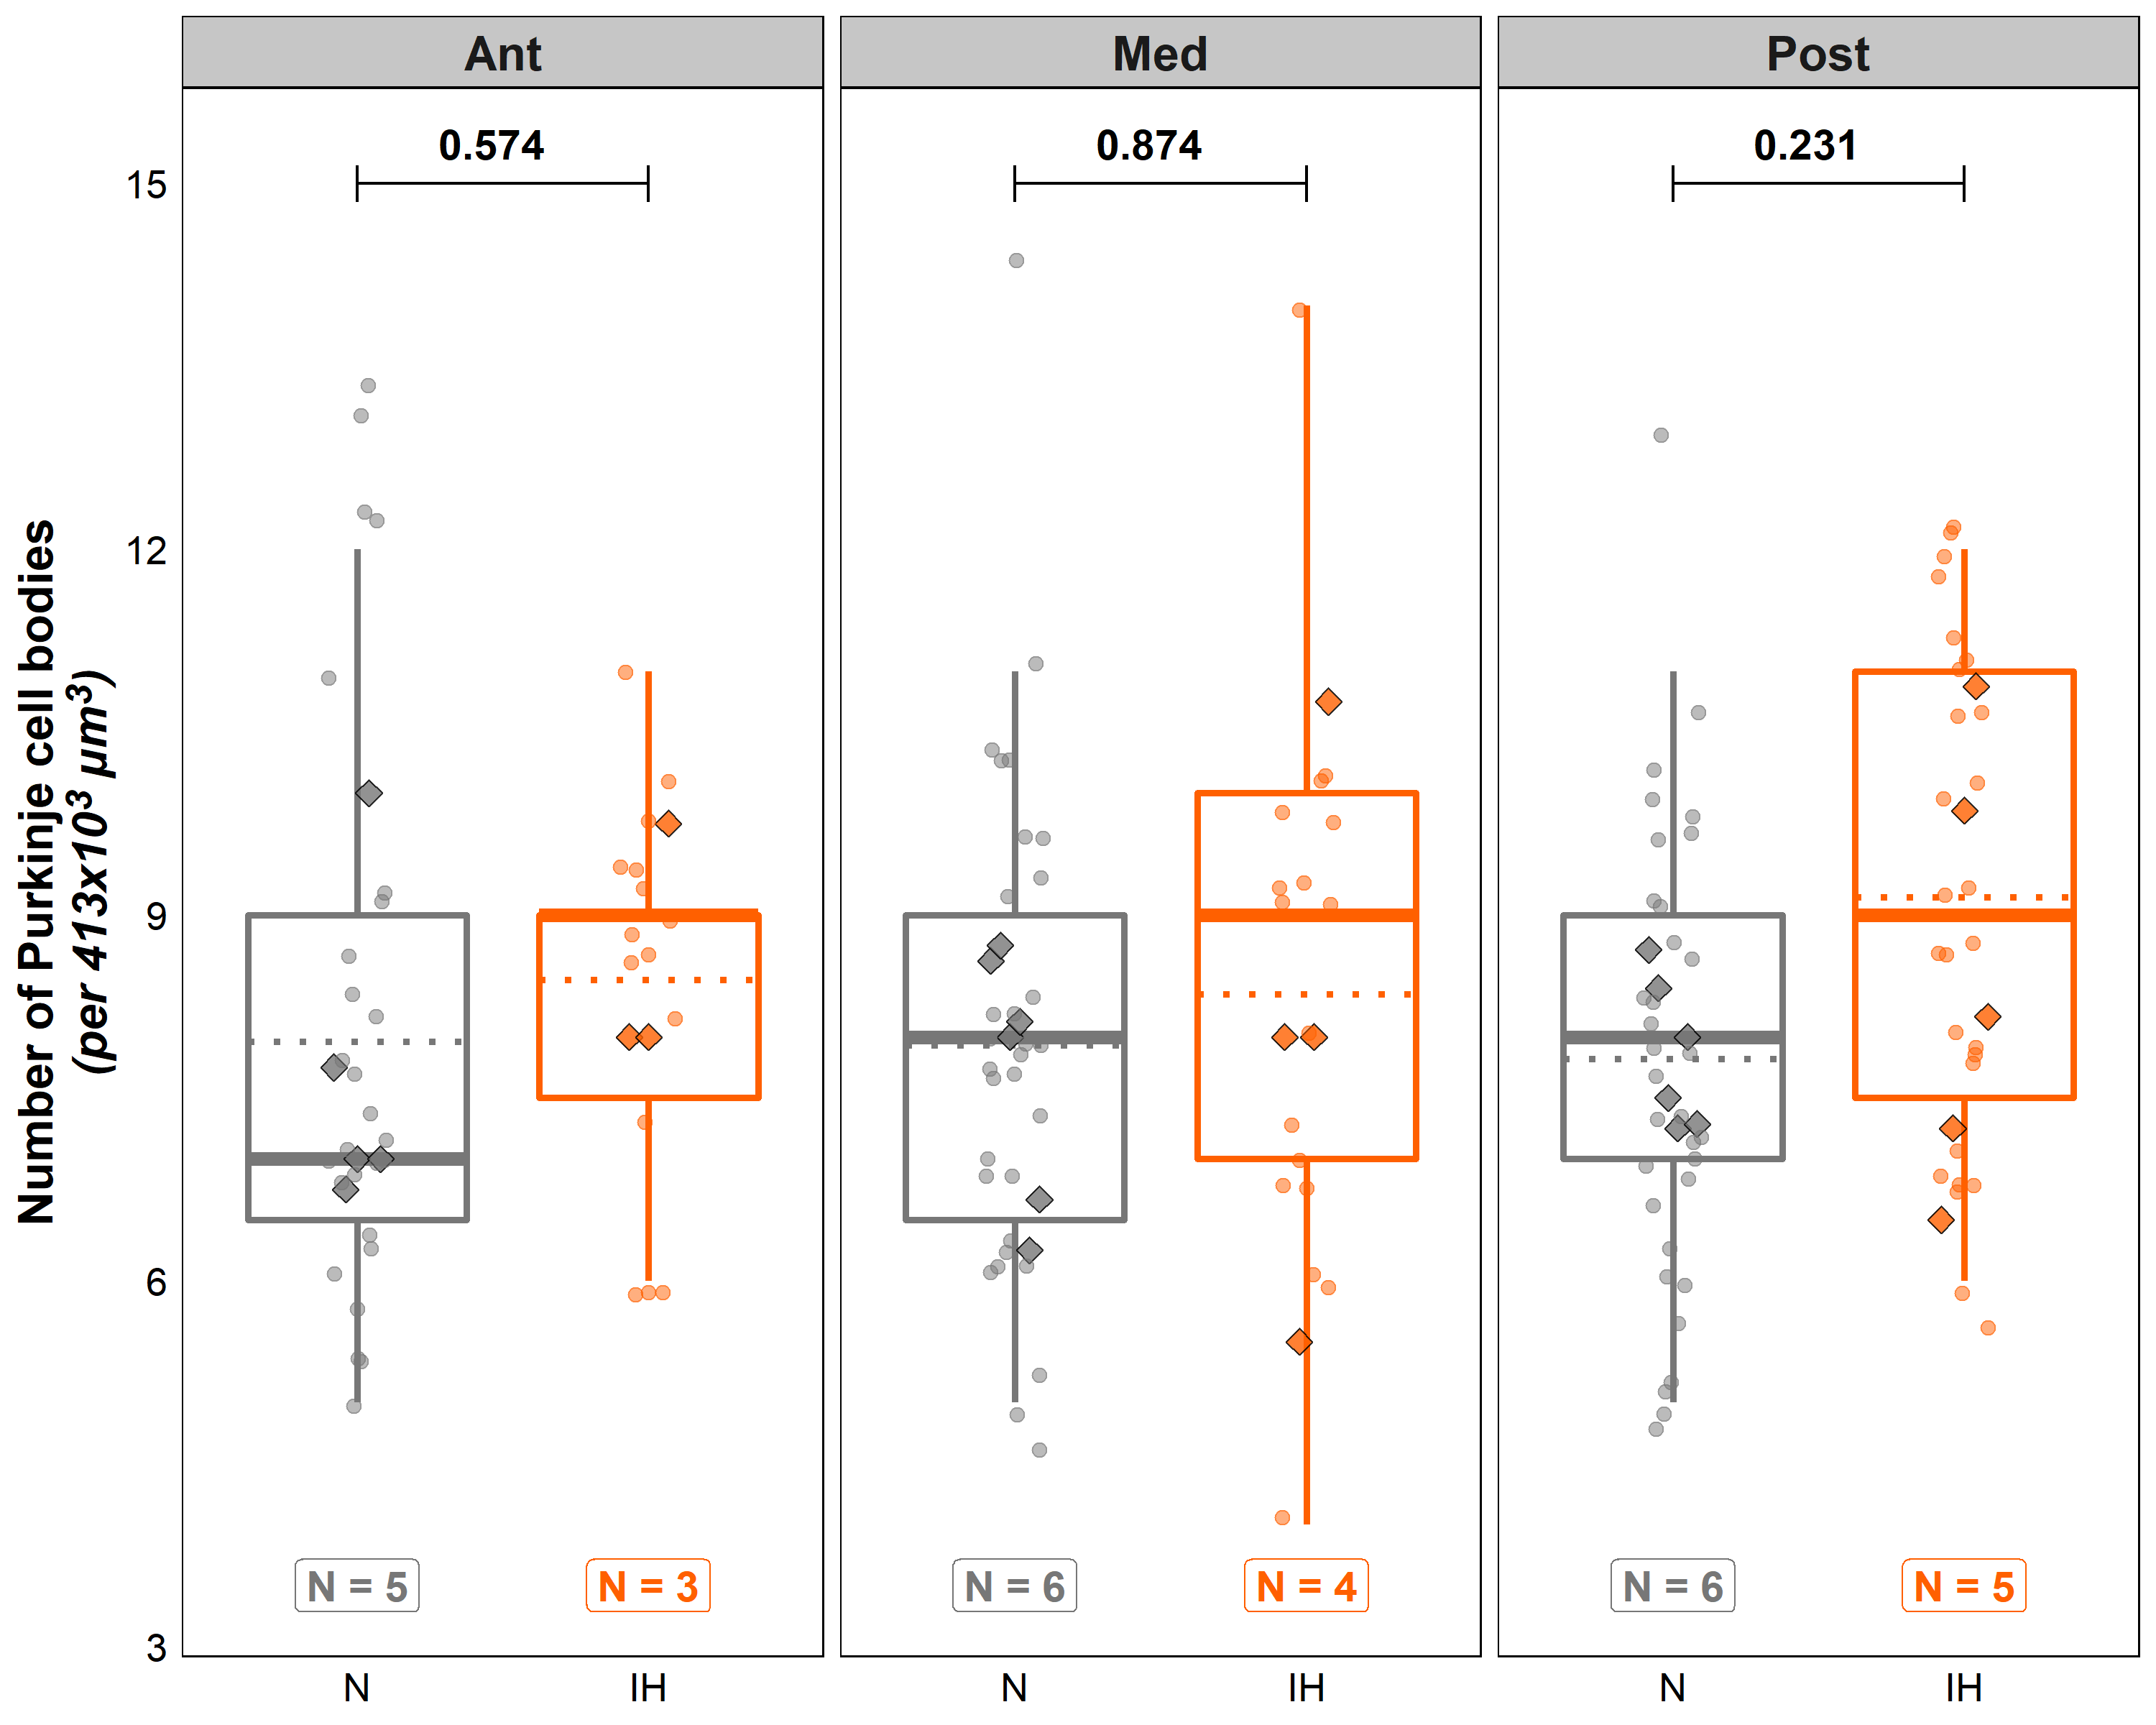 Ant
Med
Post
0.574
0.874
0.231
15
12
9
6
3
Number of Purkinje cell bodies
(per 413x10³ µm³)
N = 5
N = 3
N = 6
N = 4
N = 6
N = 5
N
IH
N
IH
N
IH